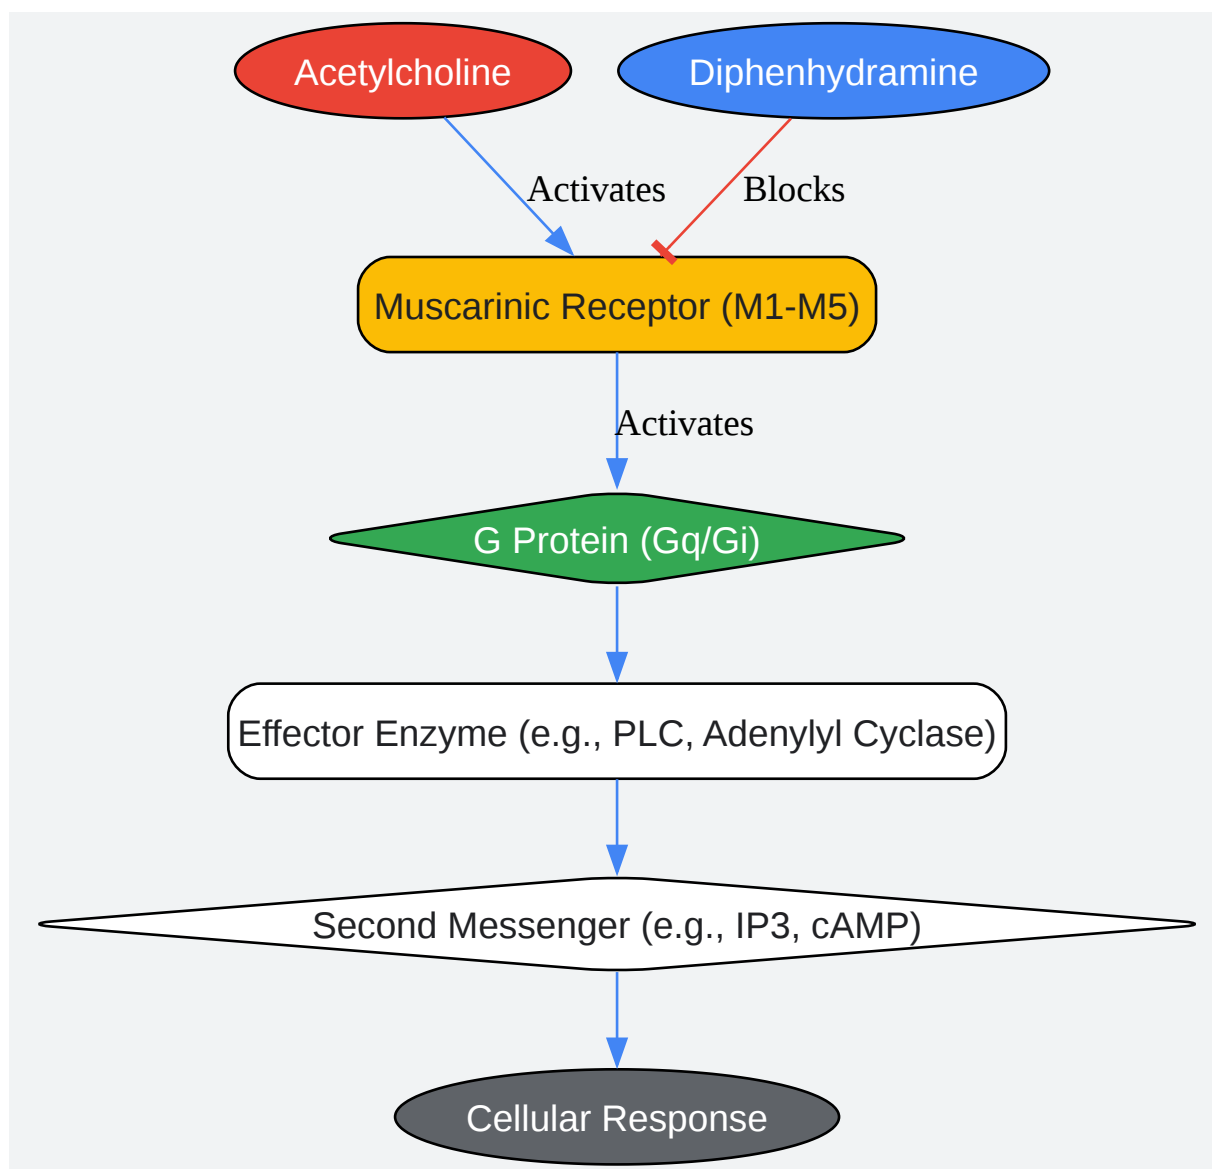 Acetylcholine
Diphenhydramine
Activates
Blocks
Muscarinic Receptor (M1-M5)
Activates
G Protein (Gq/Gi)
Effector Enzyme (e.g., PLC, Adenylyl Cyclase)
Second Messenger (e.g., IP3, cAMP)
Cellular Response